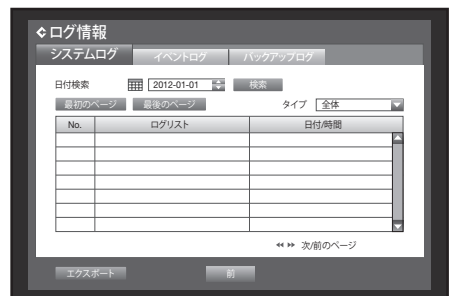 ログ情報
システムログ イベントログ バックアップログ
日付検索 2012-01-01 検索
最初のページ 最後のページ タイプ 全体
No. ログリスト 日付/時間
次/前のページ
エクスポート 前